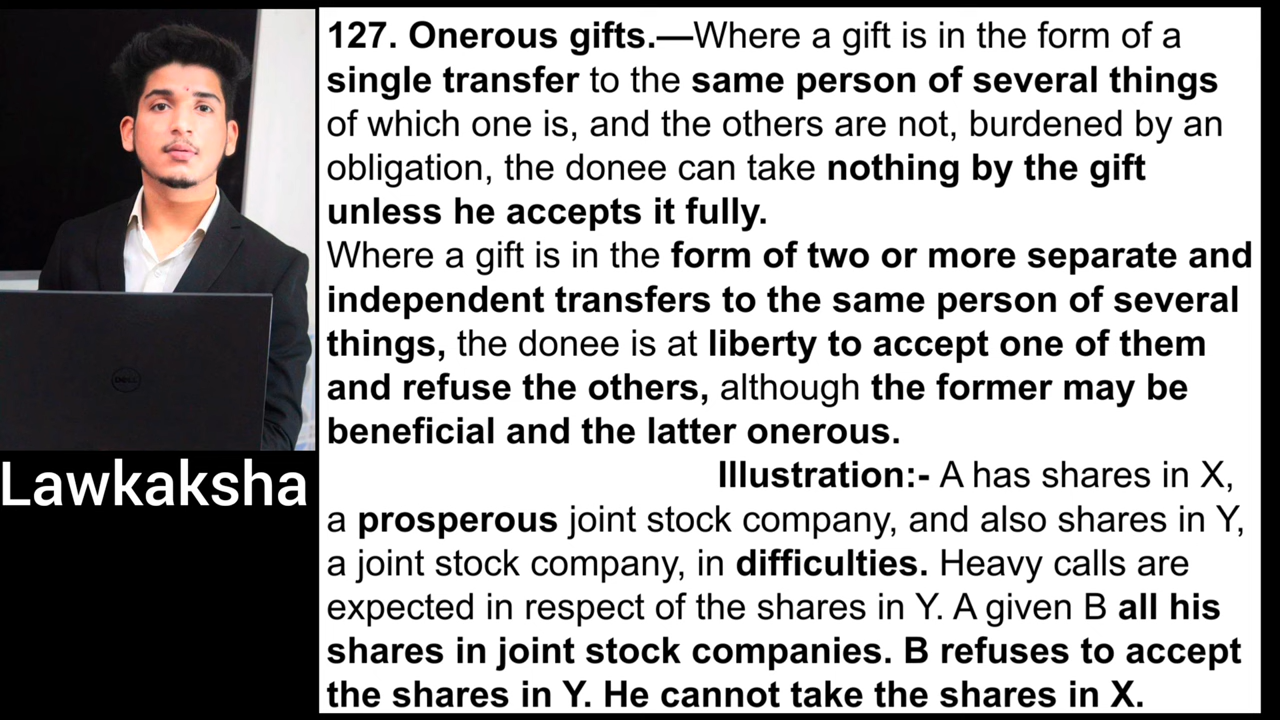 127. Onerous gifts.—Where a gift is in the form of a
single transfer to the same person of several things
of which one is, and the others are not, burdened by an
obligation, the donee can take nothing by the gift
unless he accepts it fully.
Where a gift is in the form of two or more separate and
independent transfers to the same person of several
things, the donee is at liberty to accept one of them
and refuse the others, although the former may be
beneficial and the latter onerous.
Illustration:- A has shares in X,
a prosperous joint stock company, and also shares in Y,
a joint stock company, in difficulties. Heavy calls are
expected in respect of the shares in Y. A given B all his
shares in joint stock companies. B refuses to accept
the shares in Y. He cannot take the shares in X.
DELL
Lawkaksha